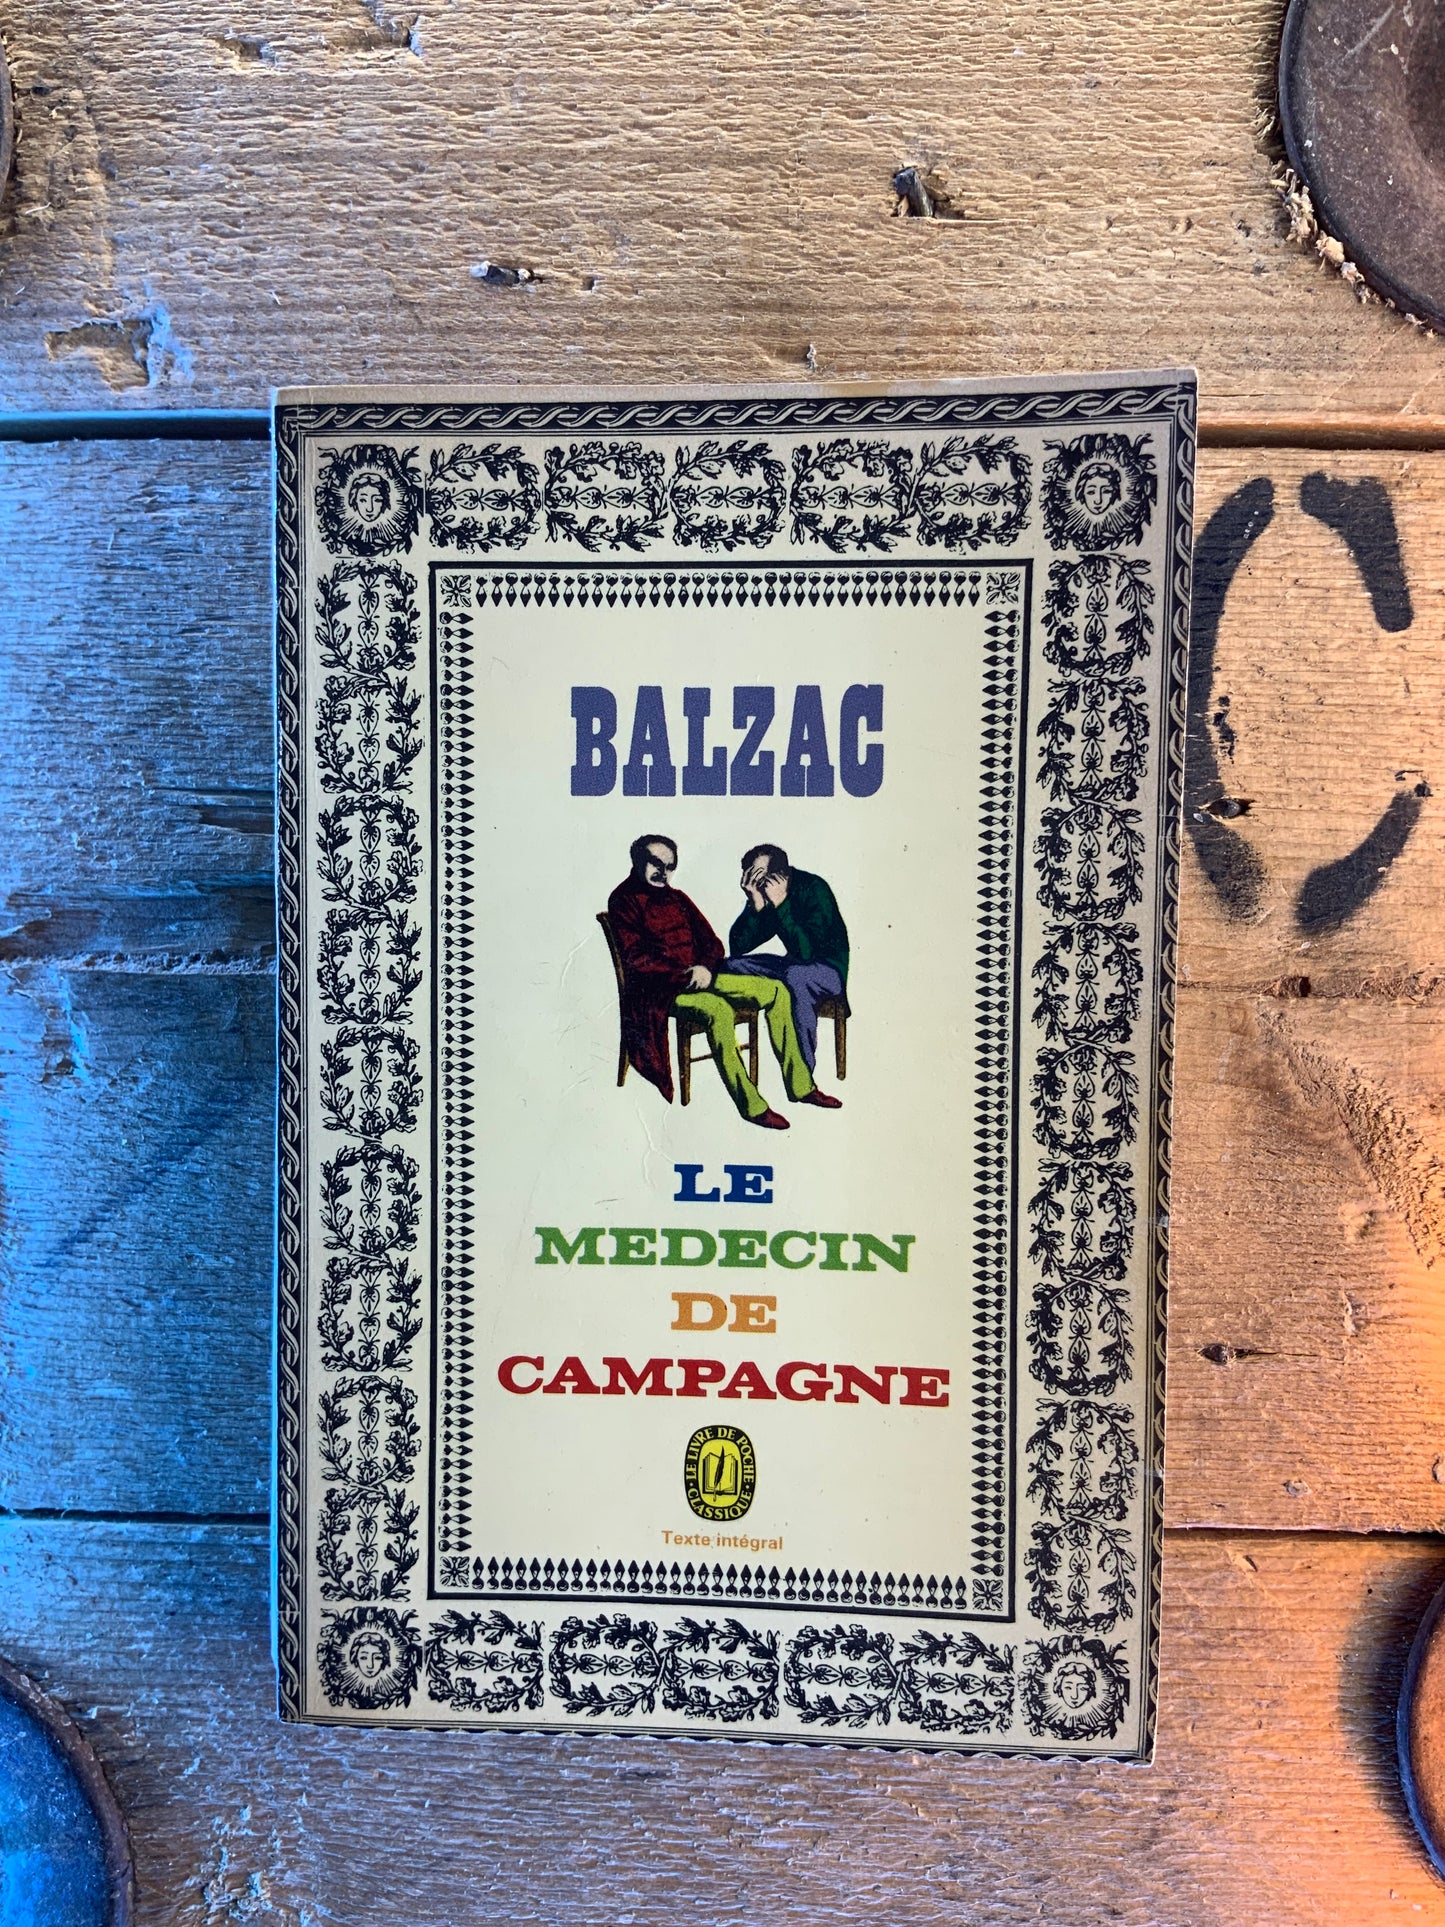 BALZAC
LE
MEDECIN
DE
CAMPAGNE
LE LIVRE DE POCHE
CLASSIQUE
Texte intégral